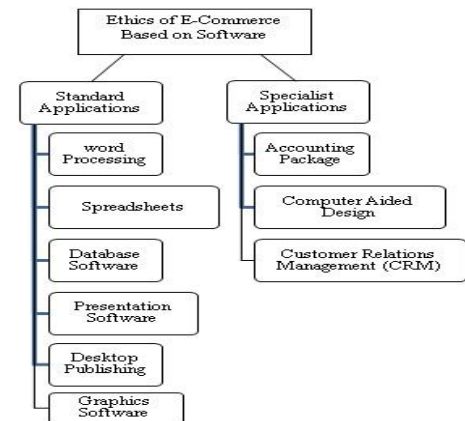 Ethics of E-Commerce
Based on Software
Standard
Applications
word
Processing
Spreadsheets
Database
Software
Presentation
Software
Desktop
Publishing
Graphics
Software
Specialist
Applications
Accounting
Package
Computer Aided
Design
Customer Relations
Management (CRM)